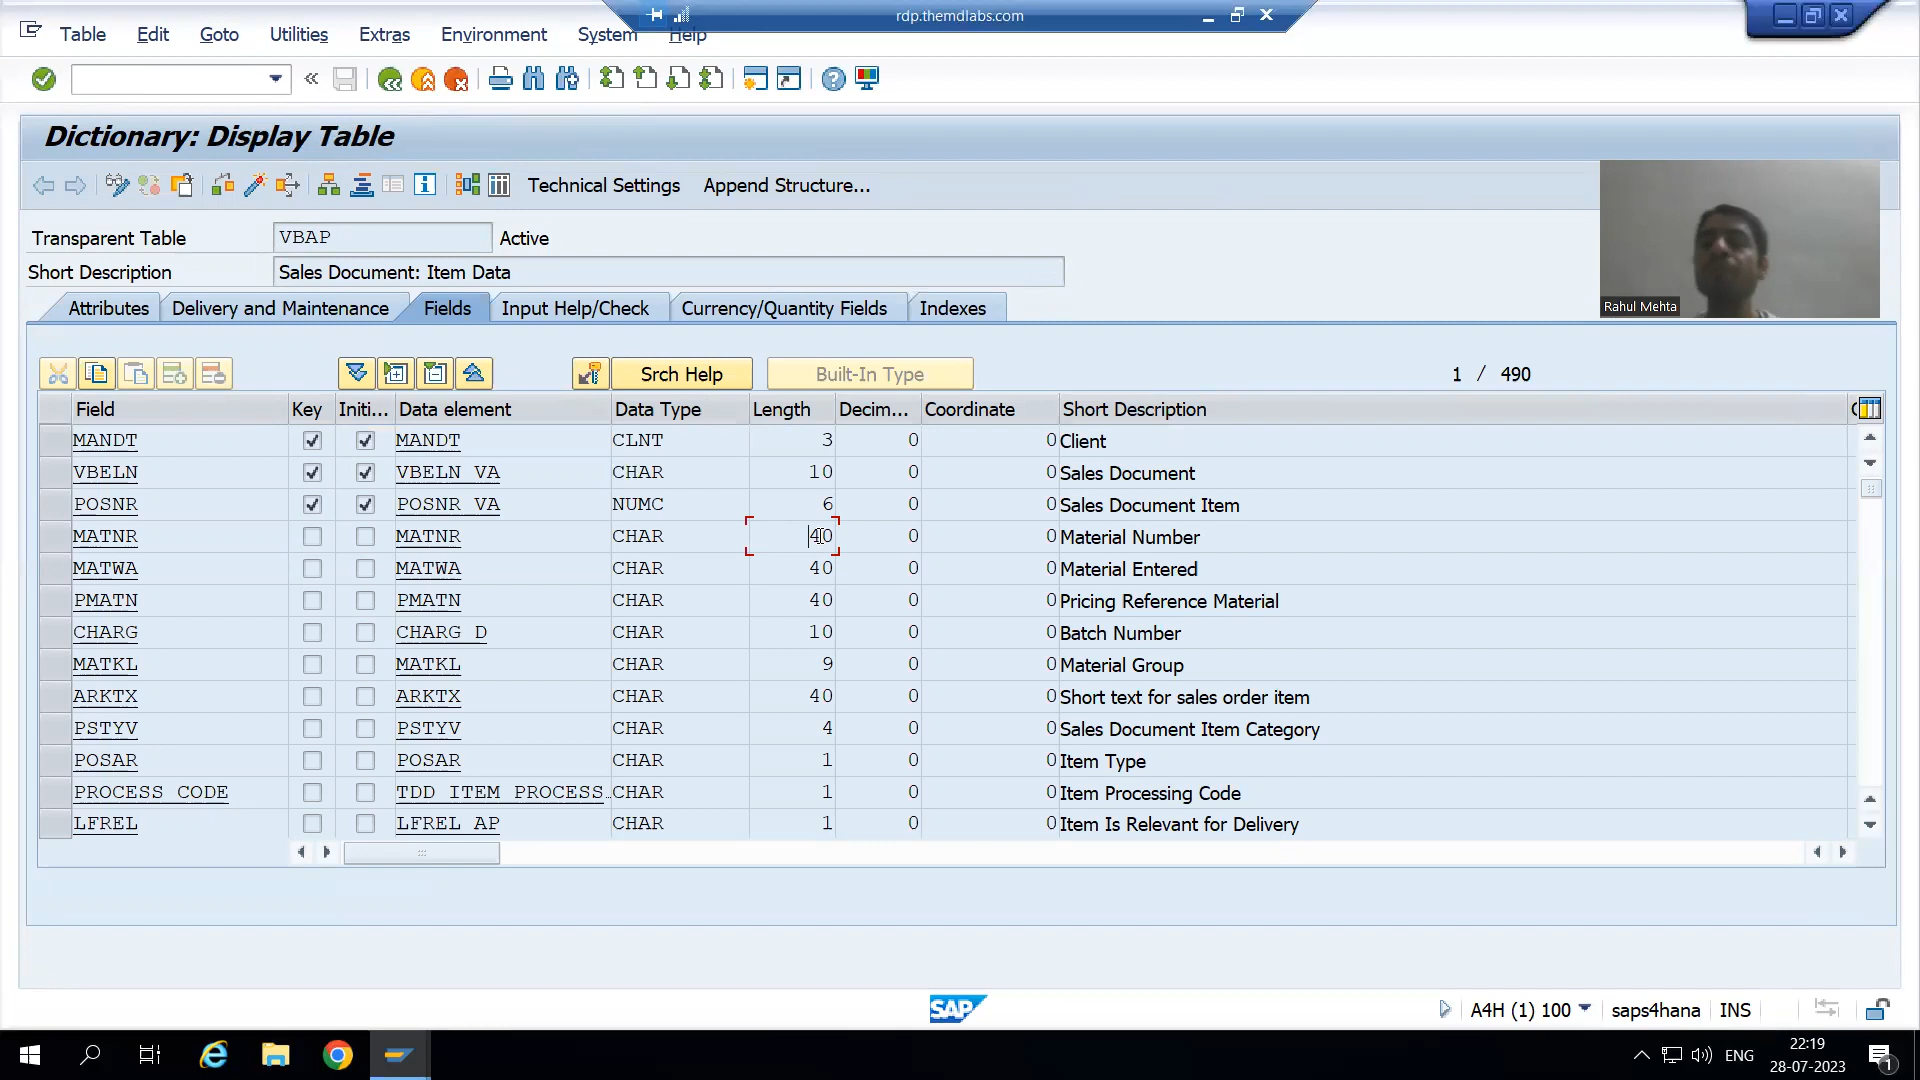 rdp.themdlabs.com
Table Edit Goto Utilities Extras Environment System Help
Dictionary: Display Table
Technical Settings Append Structure...
Transparent Table VBAP Active
Short Description Sales Document: Item Data
Rahul Mehta
Attributes Delivery and Maintenance Fields Input Help/Check Currency/Quantity Fields Indexes
Srch Help Built-In Type 1 / 490
Field Key Initi... Data element Data Type Length Decim... Coordinate Short Description
MANDT MANDT CLNT 3 0 0 Client
VBELN VBELN_VA CHAR 10 0 0 Sales Document
POSNR POSNR_VA NUMC 6 0 0 Sales Document Item
MATNR MATNR CHAR 40 0 0 Material Number
MATWA MATWA CHAR 40 0 0 Material Entered
PMATN PMATN CHAR 40 0 0 Pricing Reference Material
CHARG CHARG_D CHAR 10 0 0 Batch Number
MATKL MATKL CHAR 9 0 0 Material Group
ARKTX ARKTX CHAR 40 0 0 Short text for sales order item
PSTYV PSTYV CHAR 4 0 0 Sales Document Item Category
POSAR POSAR CHAR 1 0 0 Item Type
PROCESS_CODE TDD_ITEM_PROCESS... CHAR 1 0 0 Item Processing Code
LFREL LFREL_AP CHAR 1 0 0 Item Is Relevant for Delivery
SAP A4H (1) 100 saps4hana INS
ENG 22:19
28-07-2023 1